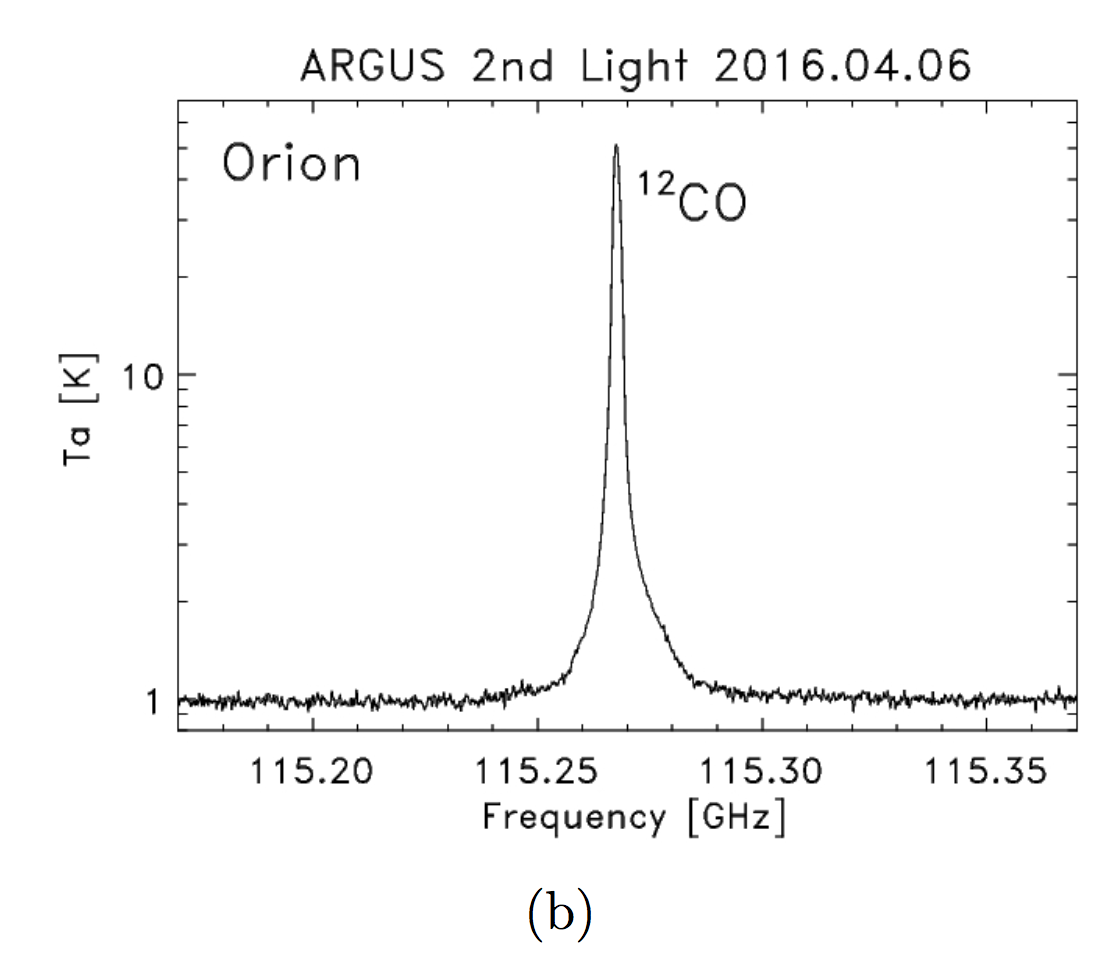 ARGUS 2nd Light 2016.04.06
Orion
¹²CO
Ta [K]
10
1
115.20 115.25 115.30 115.35
Frequency [GHz]
(b)